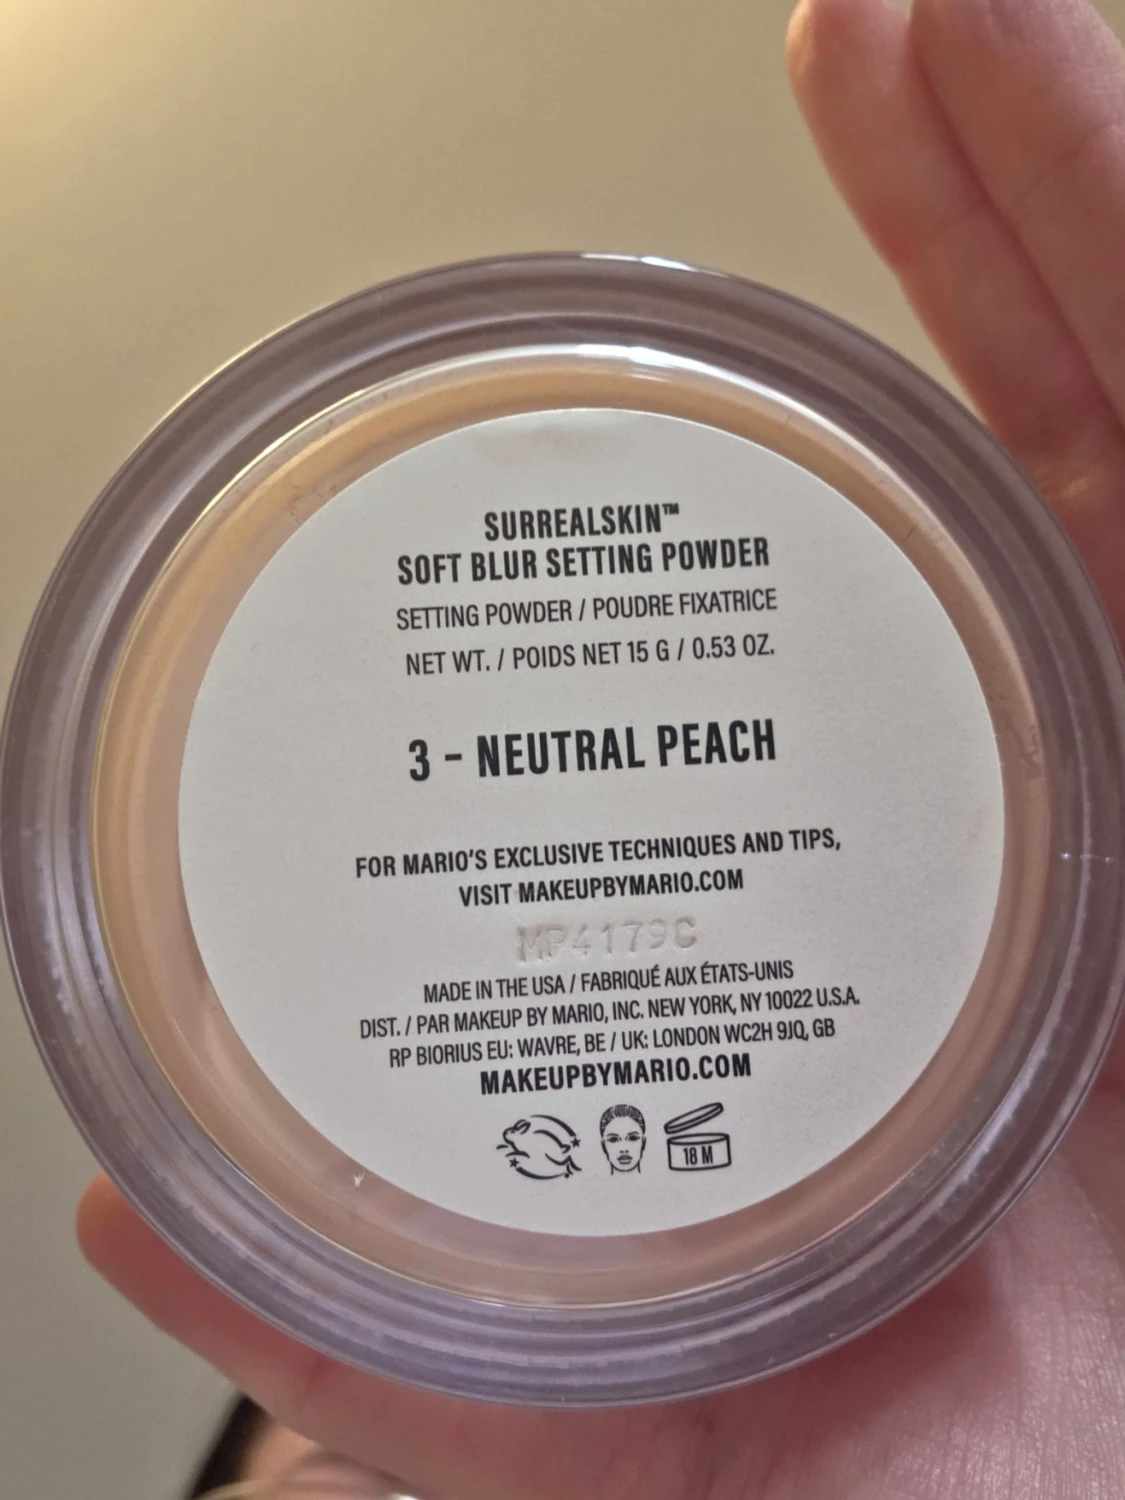 SURREALSKIN™
SOFT BLUR SETTING POWDER
SETTING POWDER / POUDRE FIXATRICE
NET WT. / POIDS NET 15 G / 0.53 OZ.
3 - NEUTRAL PEACH
FOR MARIO'S EXCLUSIVE TECHNIQUES AND TIPS,
VISIT MAKEUPBYMARIO.COM
MP4179C
MADE IN THE USA / FABRIQUÉ AUX ÉTATS-UNIS
DIST. / PAR MAKEUP BY MARIO, INC. NEW YORK, NY 10022 U.S.A.
RP BIORIUS EU: WAVRE, BE / UK: LONDON WC2H 9JQ, GB
MAKEUPBYMARIO.COM
18 M